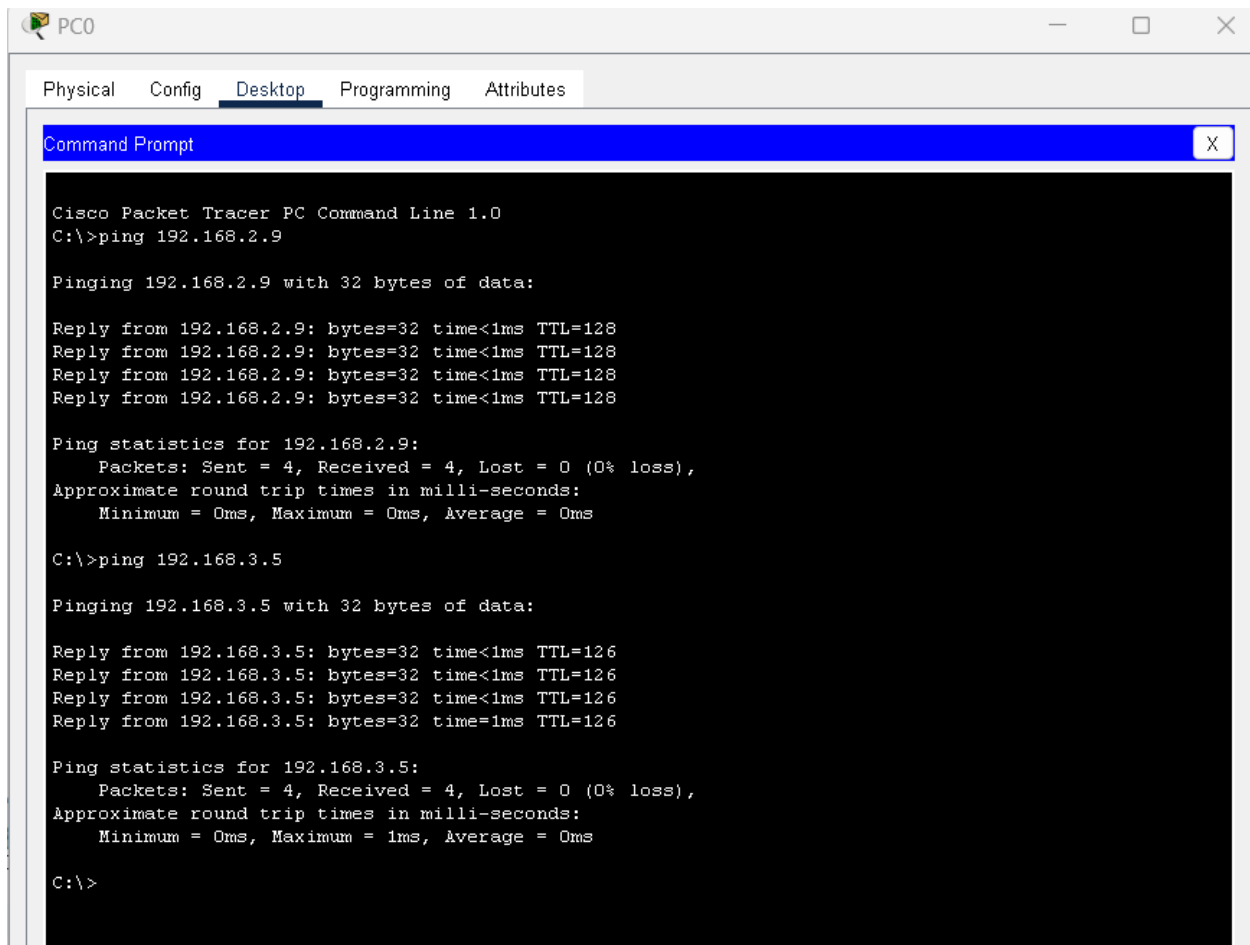 PC0
Physical Config Desktop Programming Attributes
Command Prompt X
Cisco Packet Tracer PC Command Line 1.0
C:\>ping 192.168.2.9
Pinging 192.168.2.9 with 32 bytes of data:
Reply from 192.168.2.9: bytes=32 time<1ms TTL=128
Reply from 192.168.2.9: bytes=32 time<1ms TTL=128
Reply from 192.168.2.9: bytes=32 time<1ms TTL=128
Reply from 192.168.2.9: bytes=32 time<1ms TTL=128
Ping statistics for 192.168.2.9:
Packets: Sent = 4, Received = 4, Lost = 0 (0% loss),
Approximate round trip times in milli-seconds:
Minimum = 0ms, Maximum = 0ms, Average = 0ms
C:\>ping 192.168.3.5
Pinging 192.168.3.5 with 32 bytes of data:
Reply from 192.168.3.5: bytes=32 time<1ms TTL=126
Reply from 192.168.3.5: bytes=32 time<1ms TTL=126
Reply from 192.168.3.5: bytes=32 time<1ms TTL=126
Reply from 192.168.3.5: bytes=32 time=1ms TTL=126
Ping statistics for 192.168.3.5:
Packets: Sent = 4, Received = 4, Lost = 0 (0% loss),
Approximate round trip times in milli-seconds:
Minimum = 0ms, Maximum = 1ms, Average = 0ms
C:\>